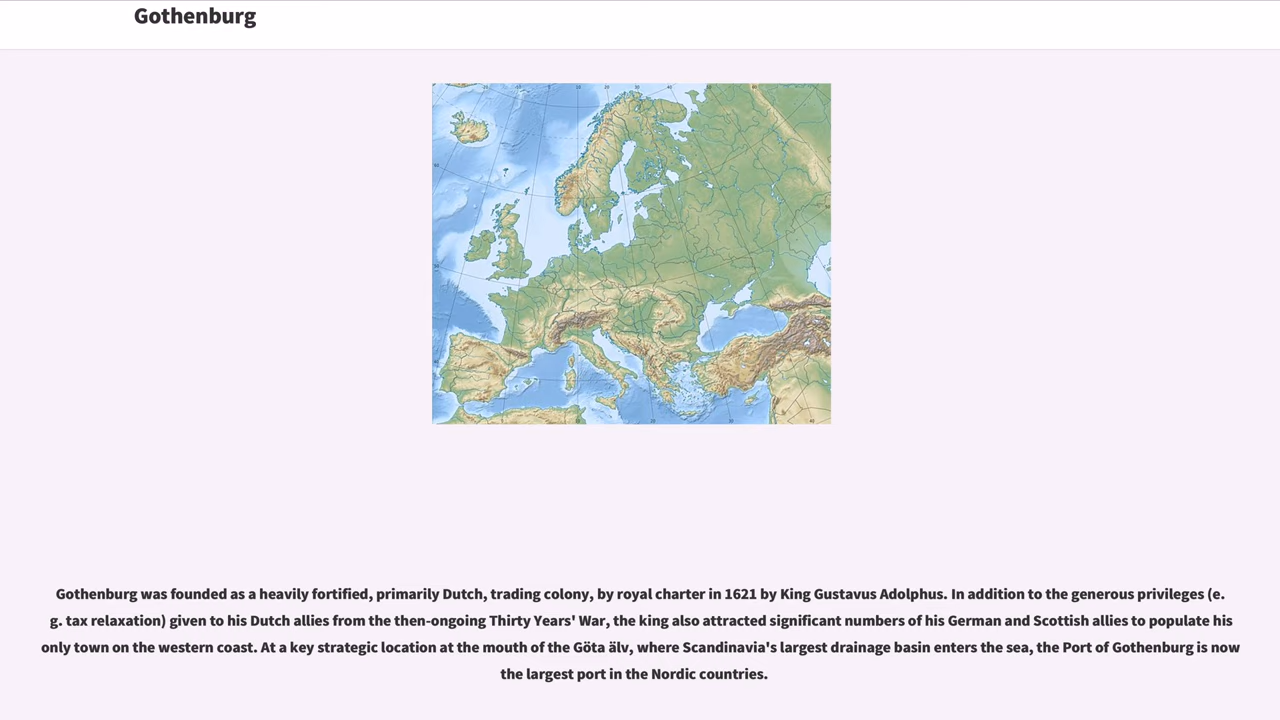 Gothenburg
Gothenburg was founded as a heavily fortified, primarily Dutch, trading colony, by royal charter in 1621 by King Gustavus Adolphus. In addition to the generous privileges (e.
g. tax relaxation) given to his Dutch allies from the then-ongoing Thirty Years' War, the king also attracted significant numbers of his German and Scottish allies to populate his
only town on the western coast. At a key strategic location at the mouth of the Göta älv, where Scandinavia's largest drainage basin enters the sea, the Port of Gothenburg is now
the largest port in the Nordic countries.